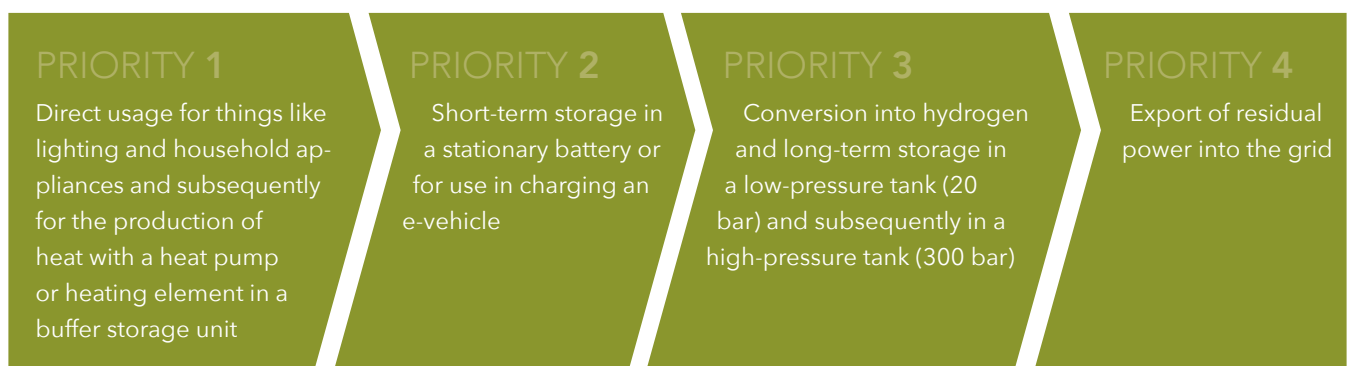 PRIORITY 1
Direct usage for things like
lighting and household ap-
pliances and subsequently
for the production of
heat with a heat pump
or heating element in a
buffer storage unit
PRIORITY 2
Short-term storage in
a stationary battery or
for use in charging an
e-vehicle
PRIORITY 3
Conversion into hydrogen
and long-term storage in
a low-pressure tank (20
bar) and subsequently in a
high-pressure tank (300 bar)
PRIORITY 4
Export of residual
power into the grid